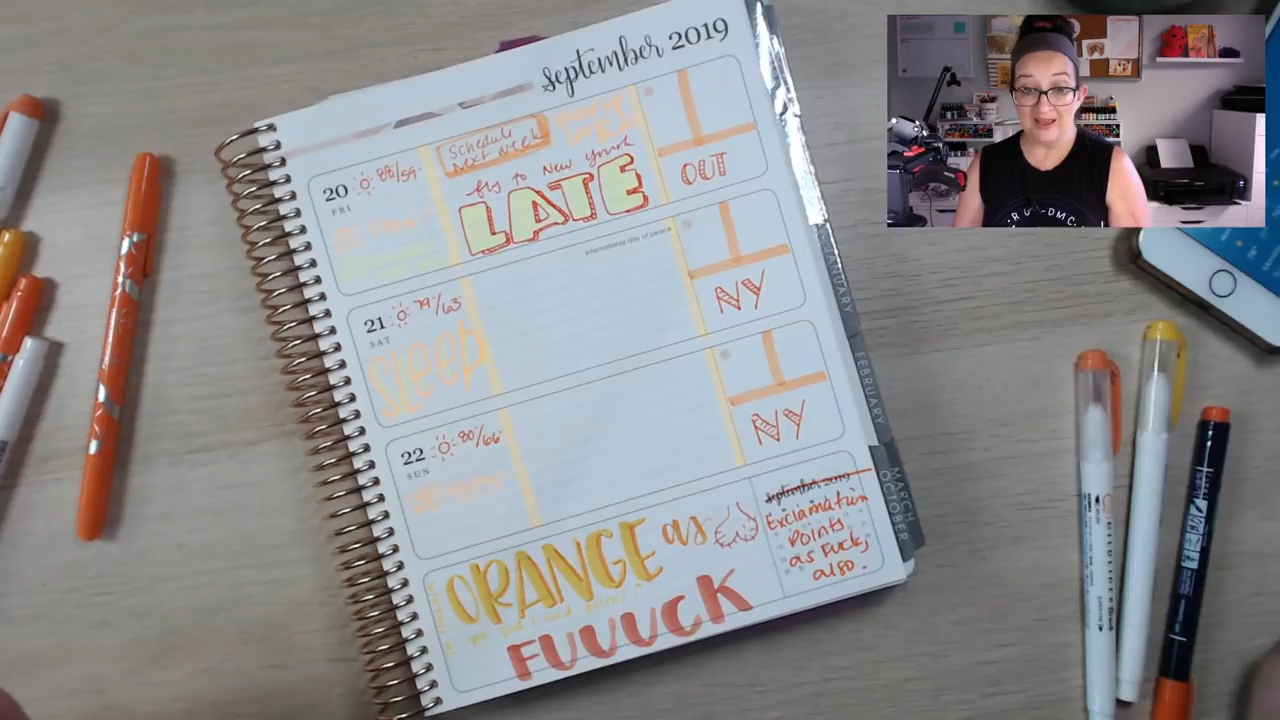 september 2019
20
FRI
88/59
Schedule
next week
fly to New York
LATE
OUT
21
SAT
79/63
sleep
international day of peace
NY
22
SUN
80/66
NY
ORANGE as
FUUUCK
september 2019
Exclamation
Points
as Fuck,
also.
JANUARY
FEBRUARY
MARCH
OCTOBER
RUN-DMC